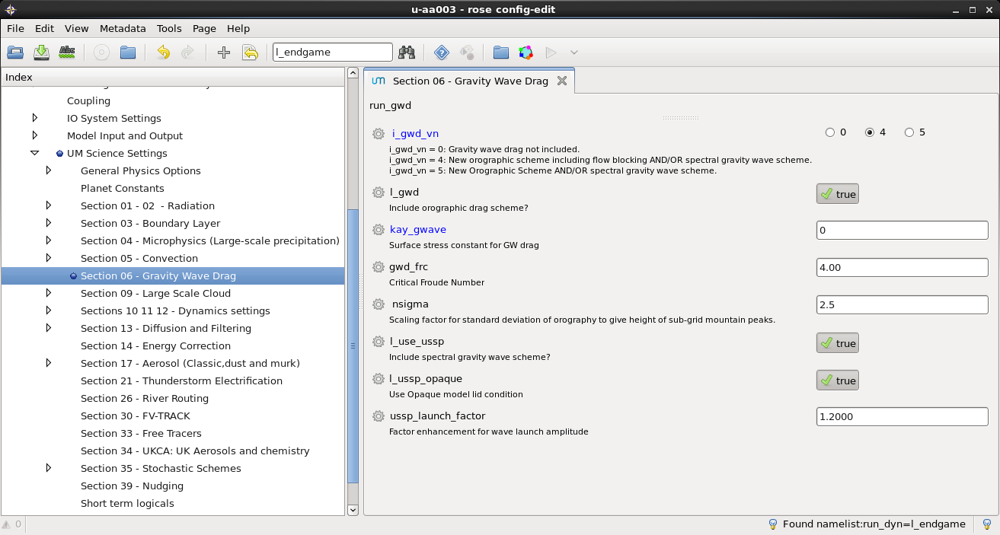 u-aa003 - rose config-edit
File Edit View Metadata Tools Page Help
Abc l_endgame
Index
Coupling
IO System Settings
Model Input and Output
UM Science Settings
General Physics Options
Planet Constants
Section 01 - 02 - Radiation
Section 03 - Boundary Layer
Section 04 - Microphysics (Large-scale precipitation)
Section 05 - Convection
Section 06 - Gravity Wave Drag
Section 09 - Large Scale Cloud
Sections 10 11 12 - Dynamics settings
Section 13 - Diffusion and Filtering
Section 14 - Energy Correction
Section 17 - Aerosol (Classic,dust and murk)
Section 21 - Thunderstorm Electrification
Section 26 - River Routing
Section 30 - FV-TRACK
Section 33 - Free Tracers
Section 34 - UKCA: UK Aerosols and chemistry
Section 35 - Stochastic Schemes
Section 39 - Nudging
Short term logicals
um Section 06 - Gravity Wave Drag
run_gwd
i_gwd_vn 0 4 5
i_gwd_vn = 0: Gravity wave drag not included.
i_gwd_vn = 4: New orographic scheme including flow blocking AND/OR spectral gravity wave scheme.
i_gwd_vn = 5: New Orographic Scheme AND/OR spectral gravity wave scheme.
l_gwd true
Include orographic drag scheme?
kay_gwave 0
Surface stress constant for GW drag
gwd_frc 4.00
Critical Froude Number
nsigma 2.5
Scaling factor for standard deviation of orography to give height of sub-grid mountain peaks.
l_use_ussp true
Include spectral gravity wave scheme?
l_ussp_opaque true
Use Opaque model lid condition
ussp_launch_factor 1.2000
Factor enhancement for wave launch amplitude
0 Found namelist:run_dyn=l_endgame